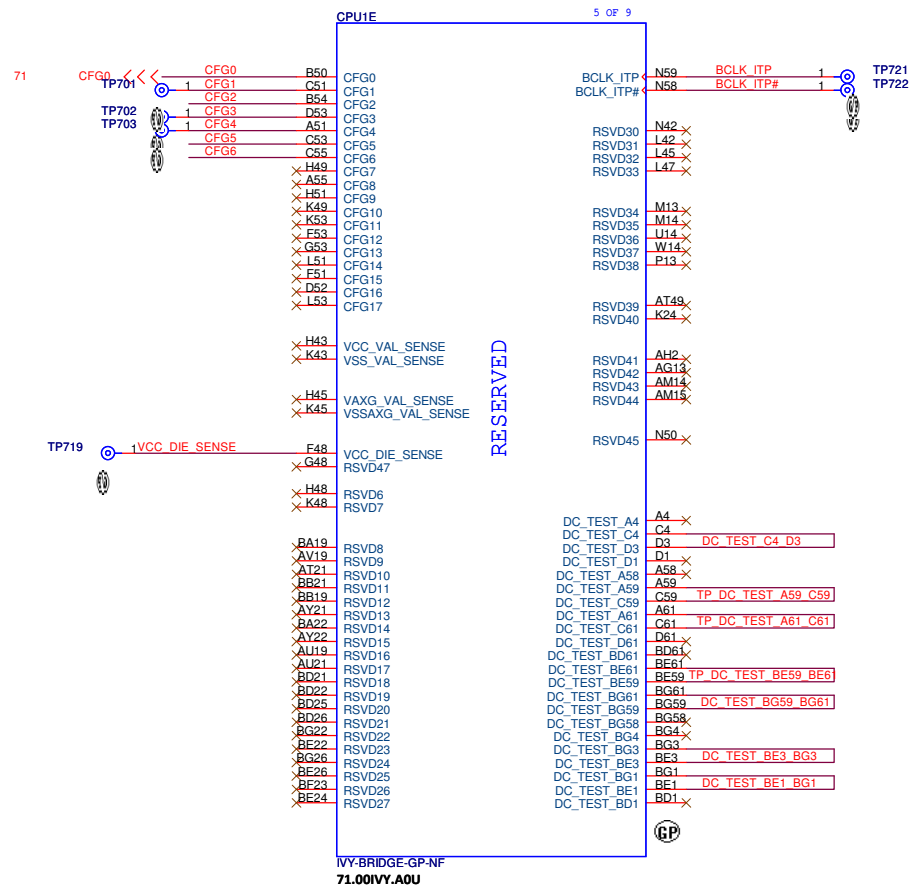 CPU1E
5 OF 9
71 CFG0 CFG0 B50 CFG0
TP701 1 CFG1 C51 CFG1
CFG2 B54 CFG2
TP702 1 CFG3 D53 CFG3
TP703 1 CFG4 A51 CFG4
CFG5 C53 CFG5
CFG6 C55 CFG6
H49 CFG7
A55 CFG8
H51 CFG9
K49 CFG10
K53 CFG11
F53 CFG12
G53 CFG13
L51 CFG14
F51 CFG15
D52 CFG16
L53 CFG17
H43 VCC_VAL_SENSE
K43 VSS_VAL_SENSE
H45 VAXG_VAL_SENSE
K45 VSSAXG_VAL_SENSE
TP719 1 VCC_DIE_SENSE F48 VCC_DIE_SENSE
G48 RSVD47
H48 RSVD6
K48 RSVD7
BA19 RSVD8
AV19 RSVD9
AT21 RSVD10
BB21 RSVD11
BB19 RSVD12
AY21 RSVD13
BA22 RSVD14
AY22 RSVD15
AU19 RSVD16
AU21 RSVD17
BD21 RSVD18
BD22 RSVD19
BD25 RSVD20
BD26 RSVD21
BG22 RSVD22
BE22 RSVD23
BG26 RSVD24
BE26 RSVD25
BF23 RSVD26
BE24 RSVD27
RESERVED
BCLK_ITP N59 BCLK_ITP 1 TP721
BCLK_ITP# N58 BCLK_ITP# 1 TP722
RSVD30 N42
RSVD31 L42
RSVD32 L45
RSVD33 L47
RSVD34 M13
RSVD35 M14
RSVD36 U14
RSVD37 W14
RSVD38 P13
RSVD39 AT49
RSVD40 K24
RSVD41 AH2
RSVD42 AG13
RSVD43 AM14
RSVD44 AM15
RSVD45 N50
DC_TEST_A4 A4
DC_TEST_C4 C4
DC_TEST_D3 D3 DC_TEST_C4_D3
DC_TEST_D1 D1
DC_TEST_A58 A58
DC_TEST_A59 A59
DC_TEST_C59 C59 TP_DC_TEST_A59_C59
DC_TEST_A61 A61
DC_TEST_C61 C61 TP_DC_TEST_A61_C61
DC_TEST_D61 D61
DC_TEST_BD61 BD61
DC_TEST_BE61 BE61
DC_TEST_BE59 BE59 TP_DC_TEST_BE59_BE61
DC_TEST_BG61 BG61
DC_TEST_BG59 BG59 DC_TEST_BG59_BG61
DC_TEST_BG58 BG58
DC_TEST_BG4 BG4
DC_TEST_BG3 BG3
DC_TEST_BE3 BE3 DC_TEST_BE3_BG3
DC_TEST_BG1 BG1
DC_TEST_BE1 BE1 DC_TEST_BE1_BG1
DC_TEST_BD1 BD1
GP
IVY-BRIDGE-GP-NF
71.00IVY.A0U